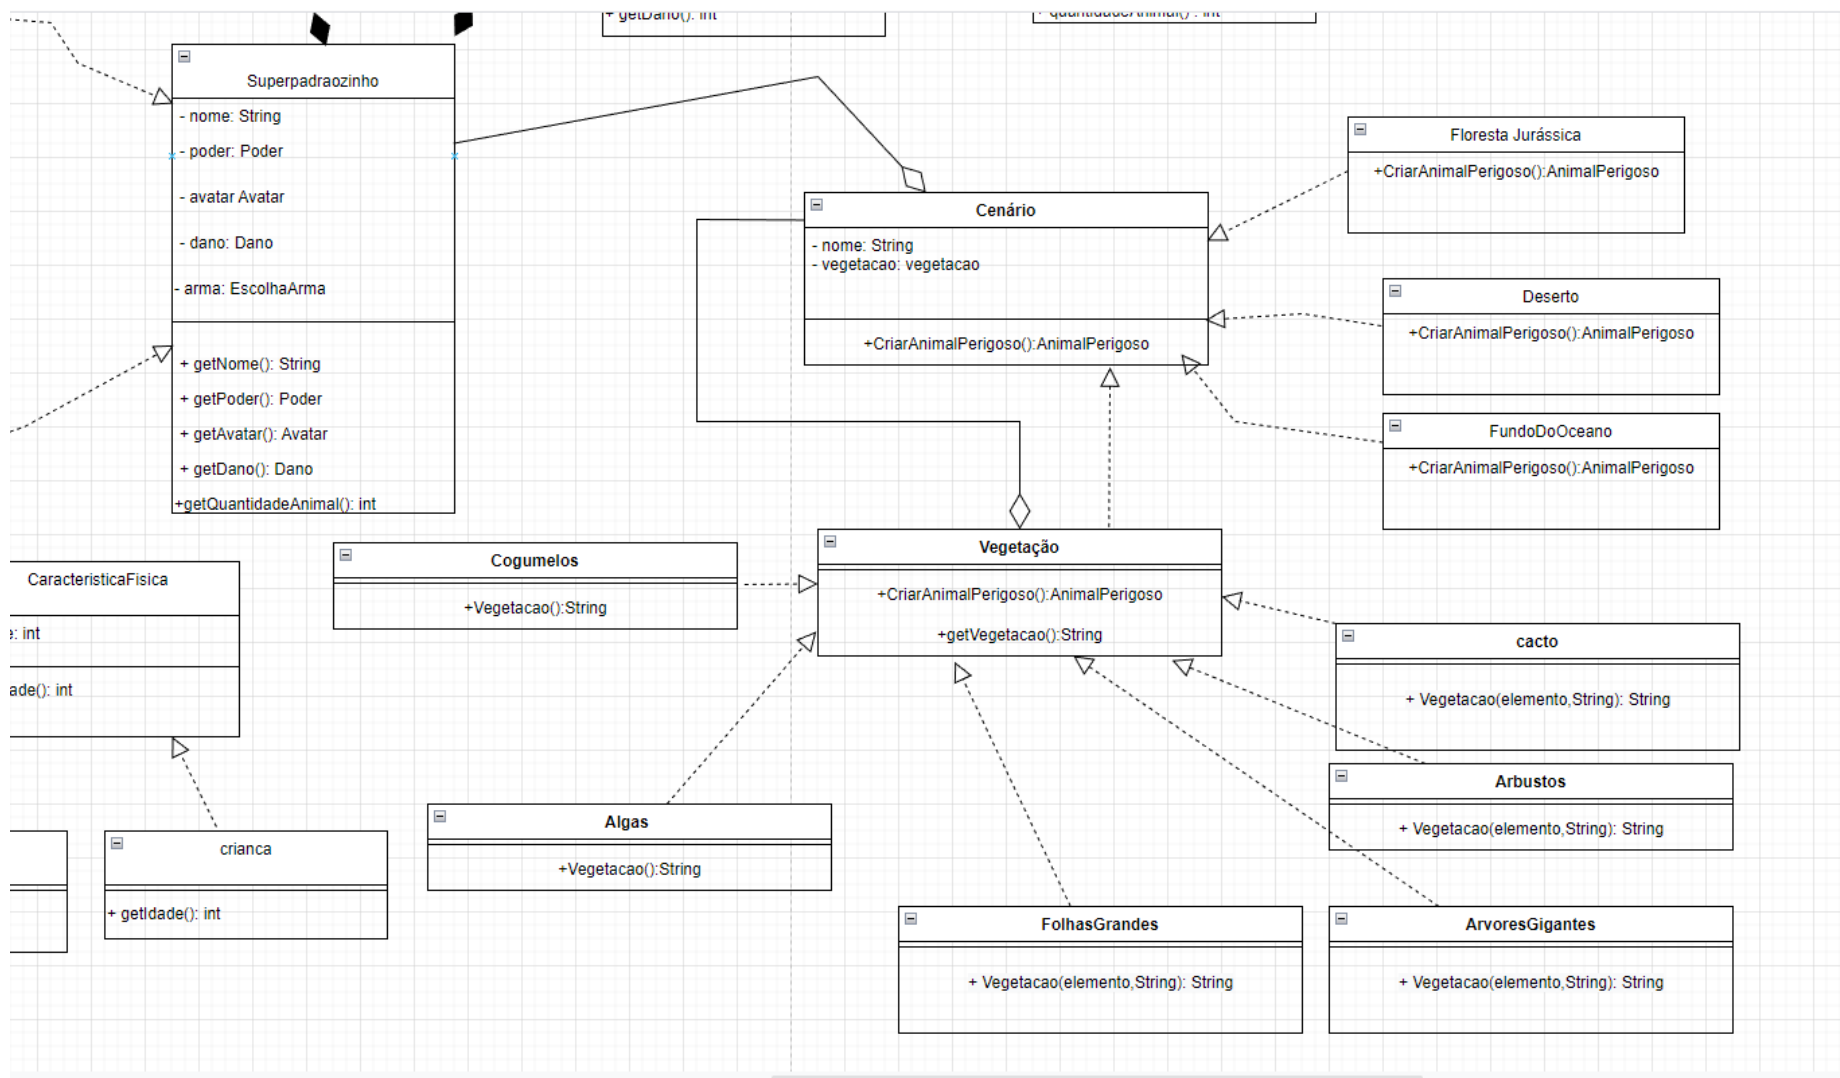 + getDano(): int
+ quantidadeAnimal() : int
Superpadraozinho
- nome: String
- poder: Poder
- avatar Avatar
- dano: Dano
- arma: EscolhaArma
+ getNome(): String
+ getPoder(): Poder
+ getAvatar(): Avatar
+ getDano(): Dano
+getQuantidadeAnimal(): int
Cenário
- nome: String
- vegetacao: vegetacao
+CriarAnimalPerigoso():AnimalPerigoso
Floresta Jurássica
+CriarAnimalPerigoso():AnimalPerigoso
Deserto
+CriarAnimalPerigoso():AnimalPerigoso
FundoDoOceano
+CriarAnimalPerigoso():AnimalPerigoso
Cogumelos
+Vegetacao():String
Vegetação
+CriarAnimalPerigoso():AnimalPerigoso
+getVegetacao():String
CaracteristicaFisica
: int
ade(): int
cacto
+ Vegetacao(elemento,String): String
Arbustos
+ Vegetacao(elemento,String): String
Algas
+Vegetacao():String
crianca
+ getIdade(): int
FolhasGrandes
+ Vegetacao(elemento,String): String
ArvoresGigantes
+ Vegetacao(elemento,String): String